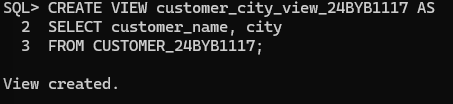 SQL> CREATE VIEW customer_city_view_24BYB1117 AS
2 SELECT customer_name, city
3 FROM CUSTOMER_24BYB1117;
View created.